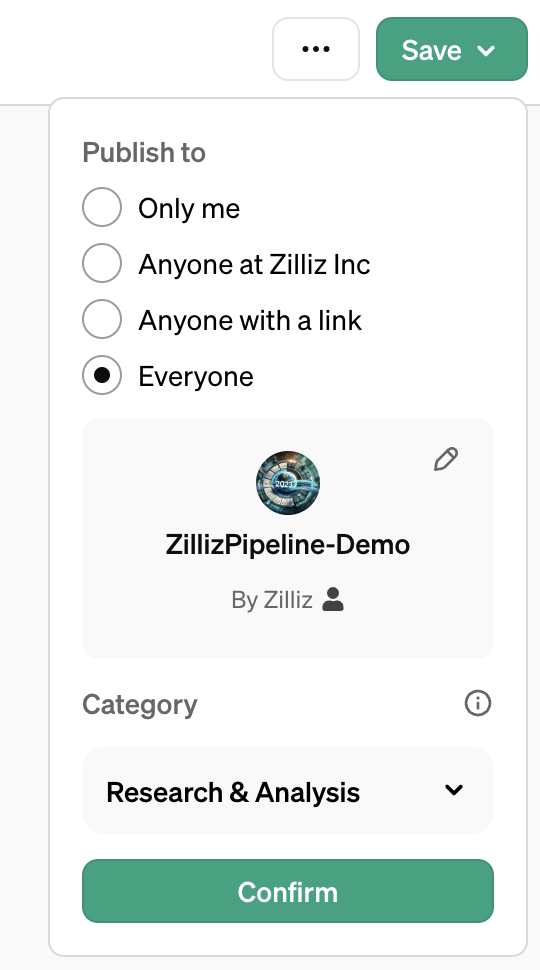 Save
Publish to
Only me
Anyone at Zilliz Inc
Anyone with a link
Everyone
2023
ZillizPipeline-Demo
By Zilliz
Category
Research & Analysis
Confirm